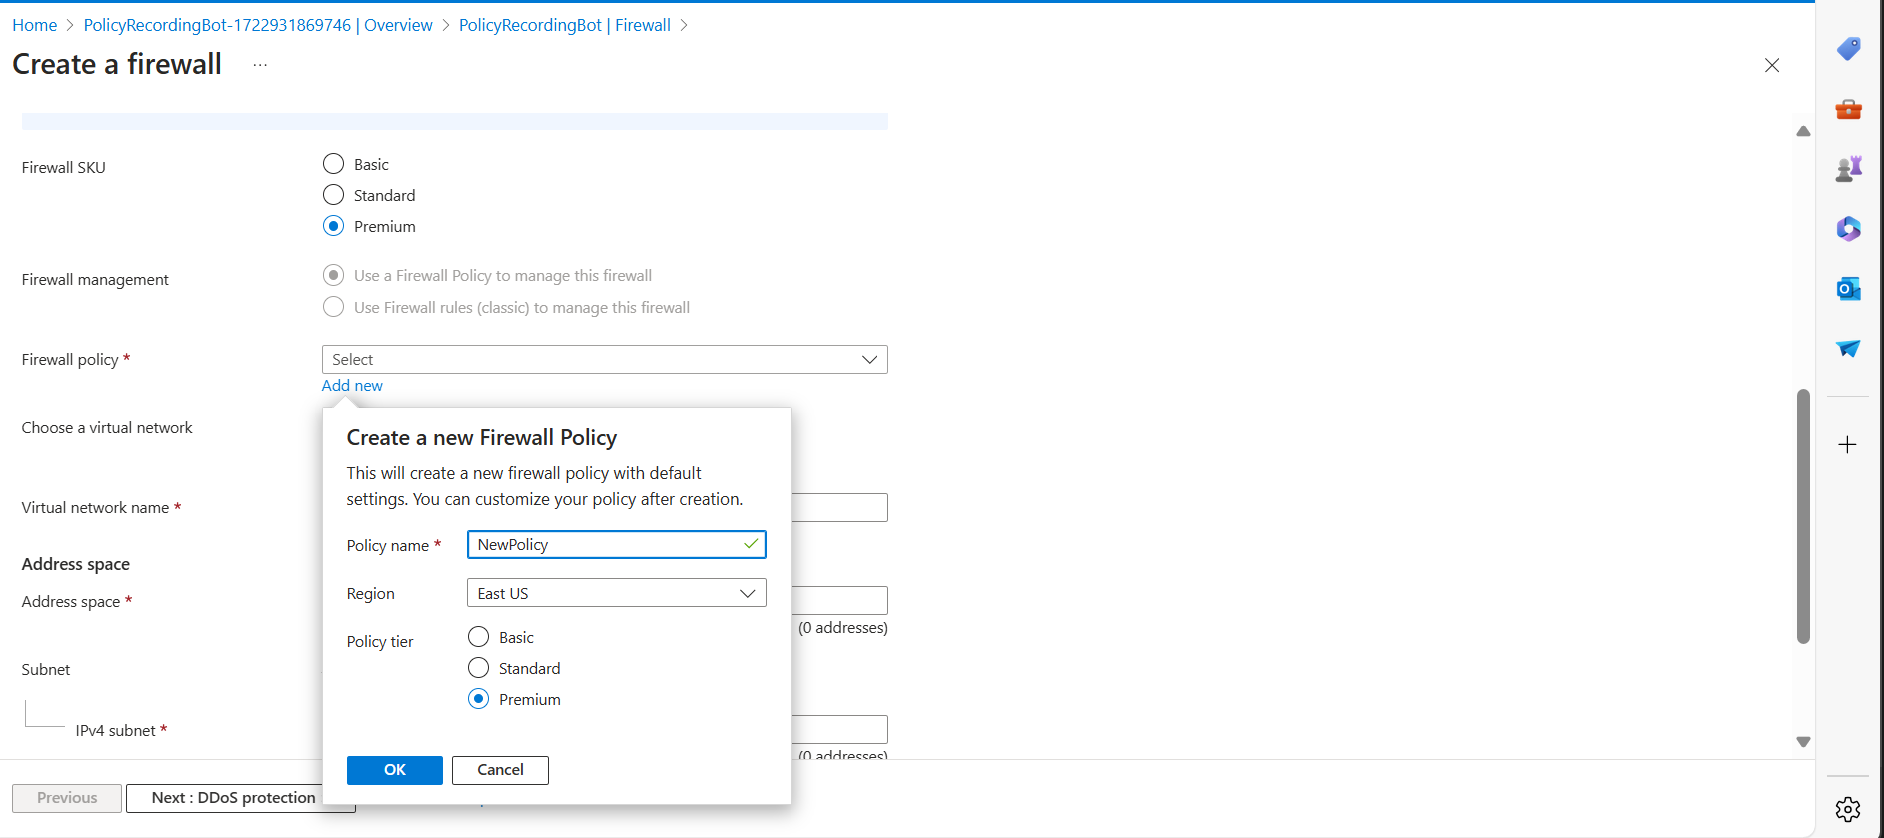 Home > PolicyRecordingBot-1722931869746 | Overview > PolicyRecordingBot | Firewall >
Create a firewall ...
Firewall SKU
Basic
Standard
Premium
Firewall management
Use a Firewall Policy to manage this firewall
Use Firewall rules (classic) to manage this firewall
Firewall policy *
Select
Add new
Create a new Firewall Policy
This will create a new firewall policy with default
settings. You can customize your policy after creation.
Policy name *
NewPolicy
Region
East US
Policy tier
Basic
Standard
Premium
OK
Cancel
Choose a virtual network
Virtual network name *
Address space
Address space *
(0 addresses)
Subnet
IPv4 subnet *
(0 addresses)
Previous
Next : DDoS protection